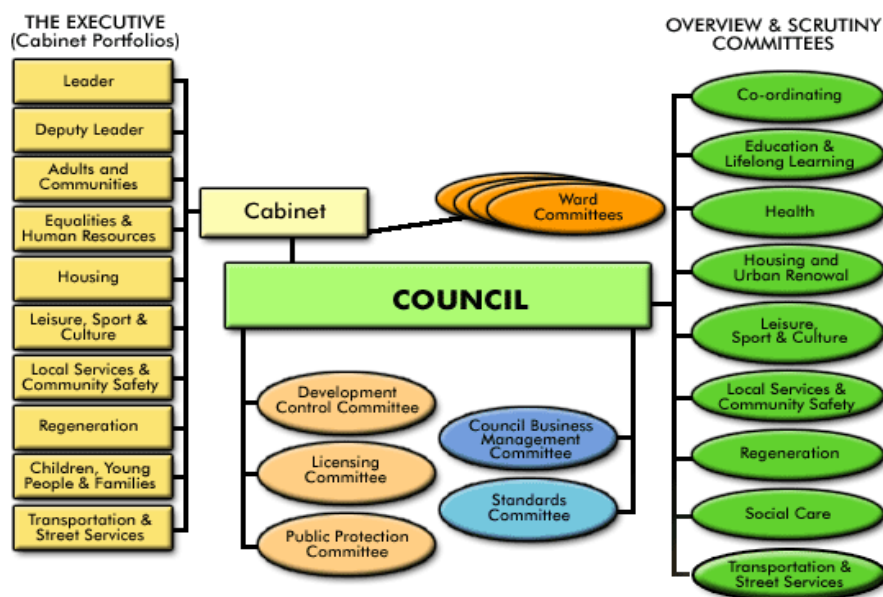 THE EXECUTIVE
(Cabinet Portfolios)
Leader
Deputy Leader
Adults and
Communities
Equalities &
Human Resources
Housing
Leisure, Sport &
Culture
Local Services &
Community Safety
Regeneration
Children, Young
People & Families
Transportation &
Street Services
Cabinet
Ward
Committees
COUNCIL
Development
Control Committee
Licensing
Committee
Public Protection
Committee
Council Business
Management
Committee
Standards
Committee
OVERVIEW & SCRUTINY
COMMITTEES
Co-ordinating
Education &
Lifelong Learning
Health
Housing and
Urban Renewal
Leisure,
Sport & Culture
Local Services &
Community Safety
Regeneration
Social Care
Transportation &
Street Services